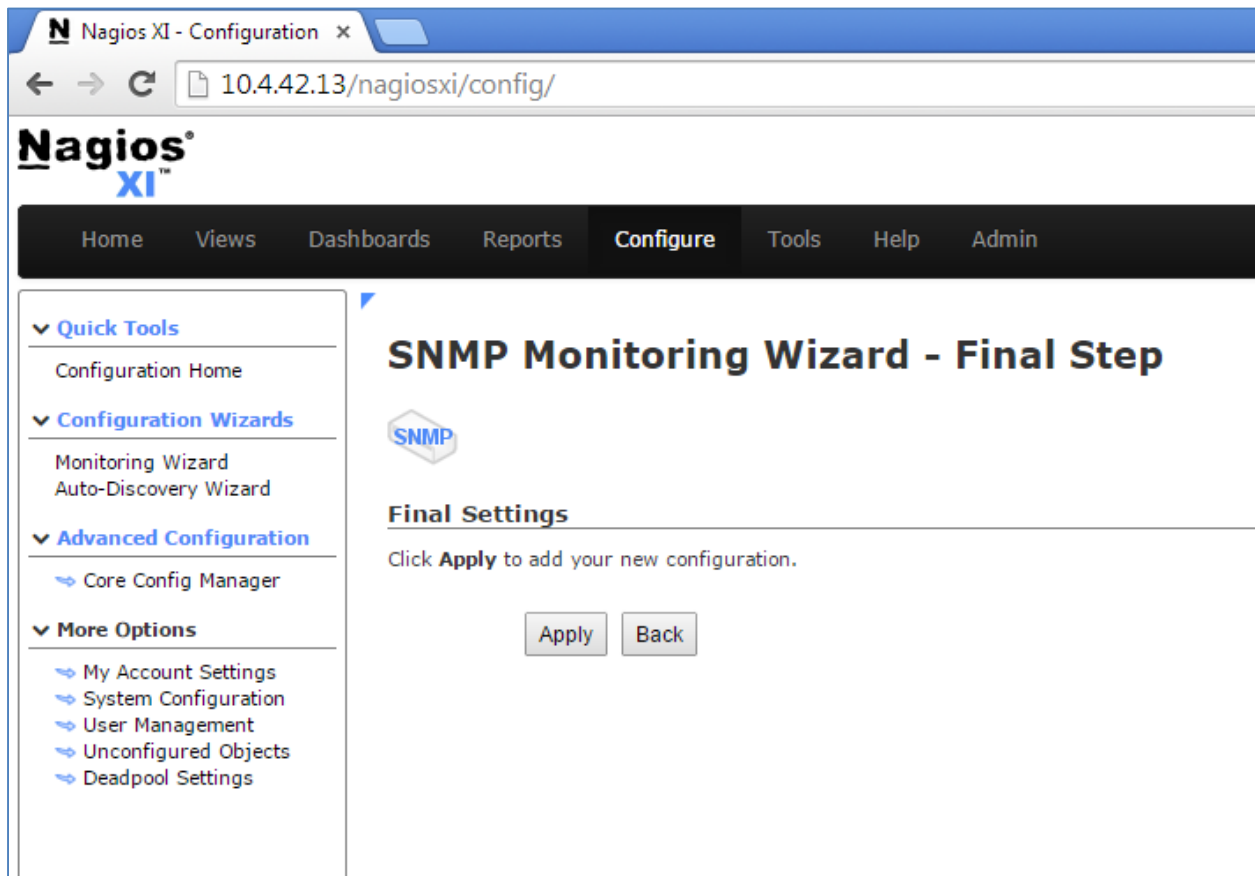 Nagios XI - Configuration ×
10.4.42.13/nagiosxi/config/
Nagios®
XI™
Home Views Dashboards Reports Configure Tools Help Admin
Quick Tools
Configuration Home
Configuration Wizards
Monitoring Wizard
Auto-Discovery Wizard
Advanced Configuration
Core Config Manager
More Options
My Account Settings
System Configuration
User Management
Unconfigured Objects
Deadpool Settings
SNMP Monitoring Wizard - Final Step
SNMP
Final Settings
Click Apply to add your new configuration.
Apply Back